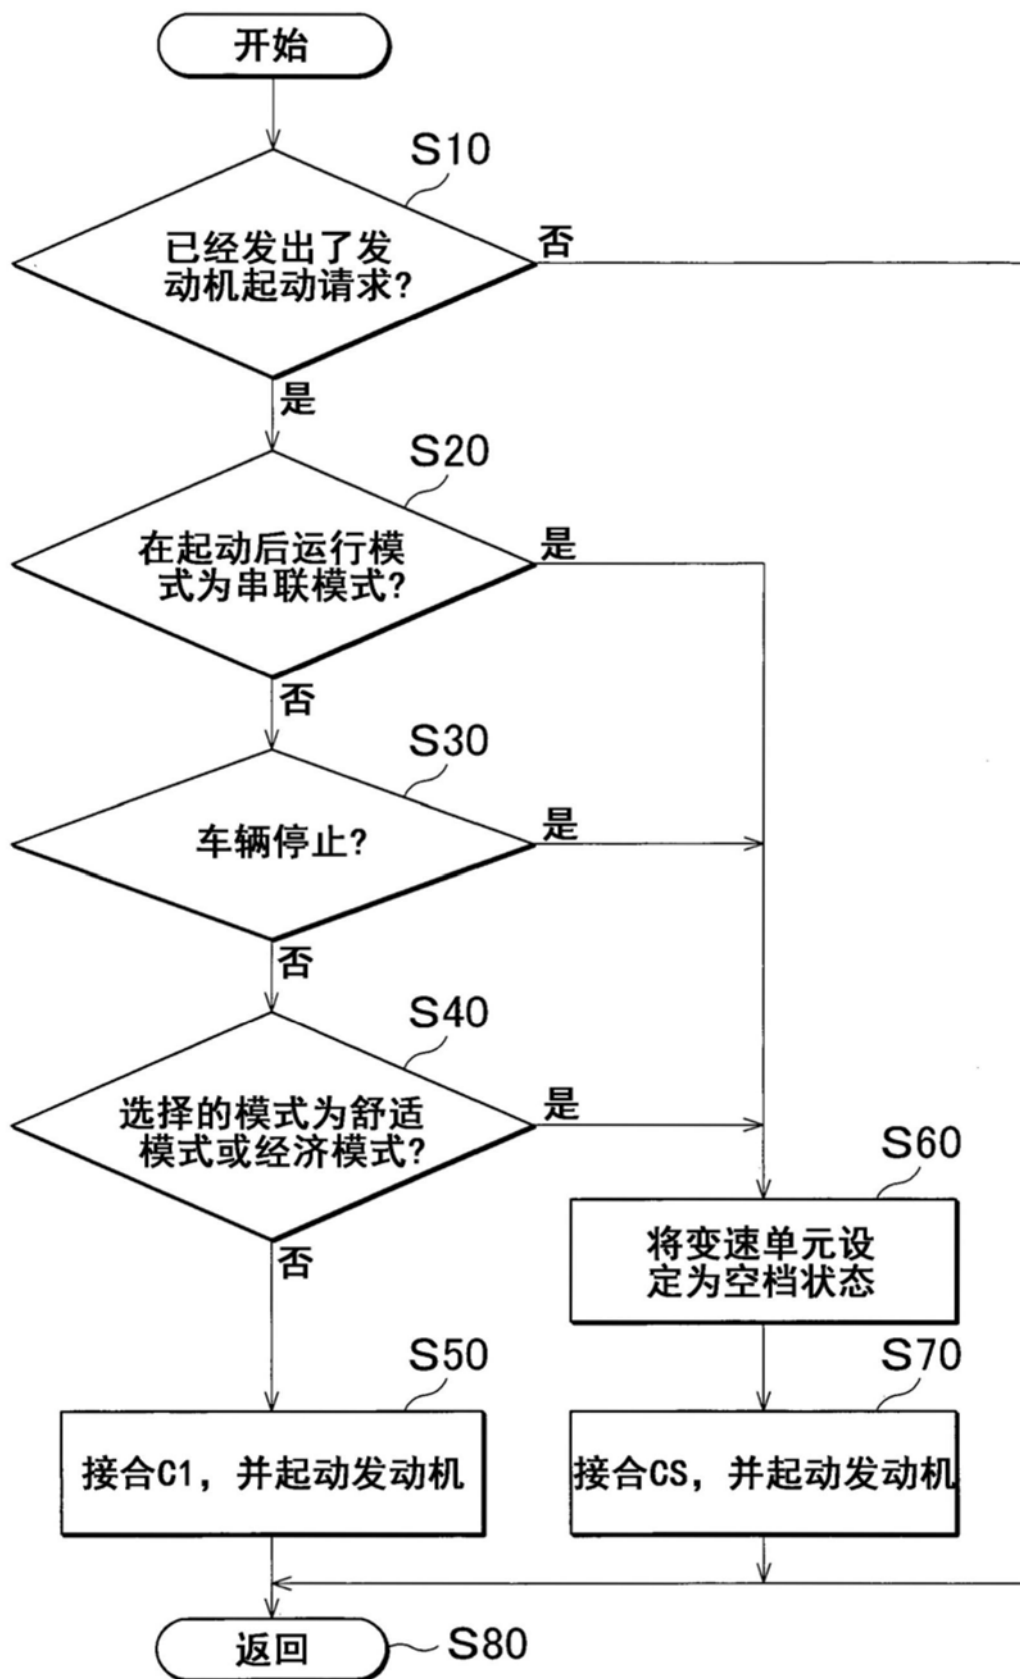 开始
S10
已经发出了发
动机起动请求?
否
是
S20
在起动后运行模
式为串联模式?
是
否
S30
车辆停止?
是
否
S40
选择的模式为舒适
模式或经济模式?
是
否
S60
将变速单元设
定为空档状态
S50
接合C1, 并起动发动机
S70
接合CS, 并起动发动机
返回
S80